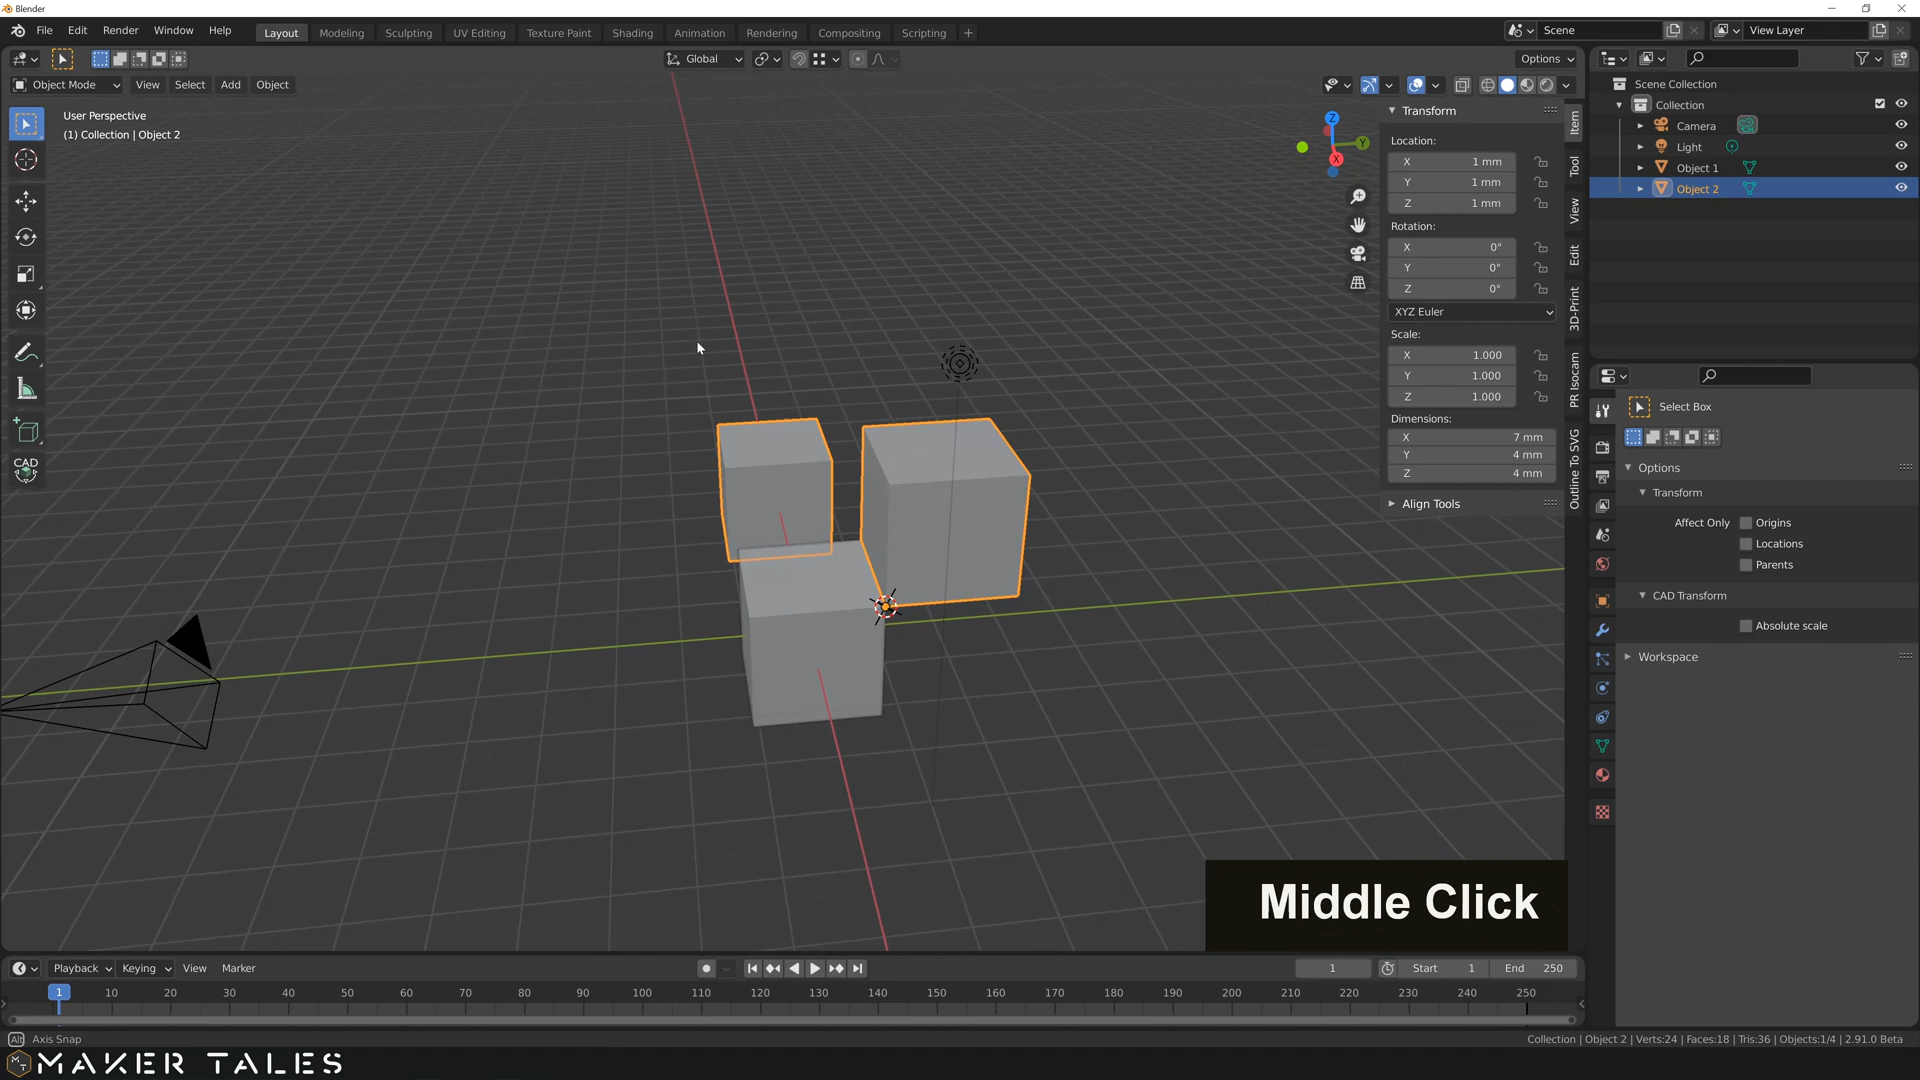 Blender
File Edit Render Window Help
Layout Modeling Sculpting UV Editing Texture Paint Shading Animation Rendering Compositing Scripting +
Scene
View Layer
Global
Options
Object Mode View Select Add Object
User Perspective
(1) Collection | Object 2
CAD
Z
Y
X
Transform
Location:
X 1 mm
Y 1 mm
Z 1 mm
Rotation:
X 0°
Y 0°
Z 0°
XYZ Euler
Scale:
X 1.000
Y 1.000
Z 1.000
Dimensions:
X 7 mm
Y 4 mm
Z 4 mm
Align Tools
Item
Tool
View
Edit
3D-Print
PR Isocam
Outline To SVG
Scene Collection
Collection
Camera
Light
Object 1
Object 2
Select Box
Options
Transform
Affect Only Origins
Locations
Parents
CAD Transform
Absolute scale
Workspace
Middle Click
Playback Keying View Marker
1
Start 1
End 250
1 10 20 30 40 50 60 70 80 90 100 110 120 130 140 150 160 170 180 190 200 210 220 230 240 250
Alt Axis Snap
Collection | Object 2 | Verts:24 | Faces:18 | Tris:36 | Objects:1/4 | 2.91.0 Beta
MAKER TALES